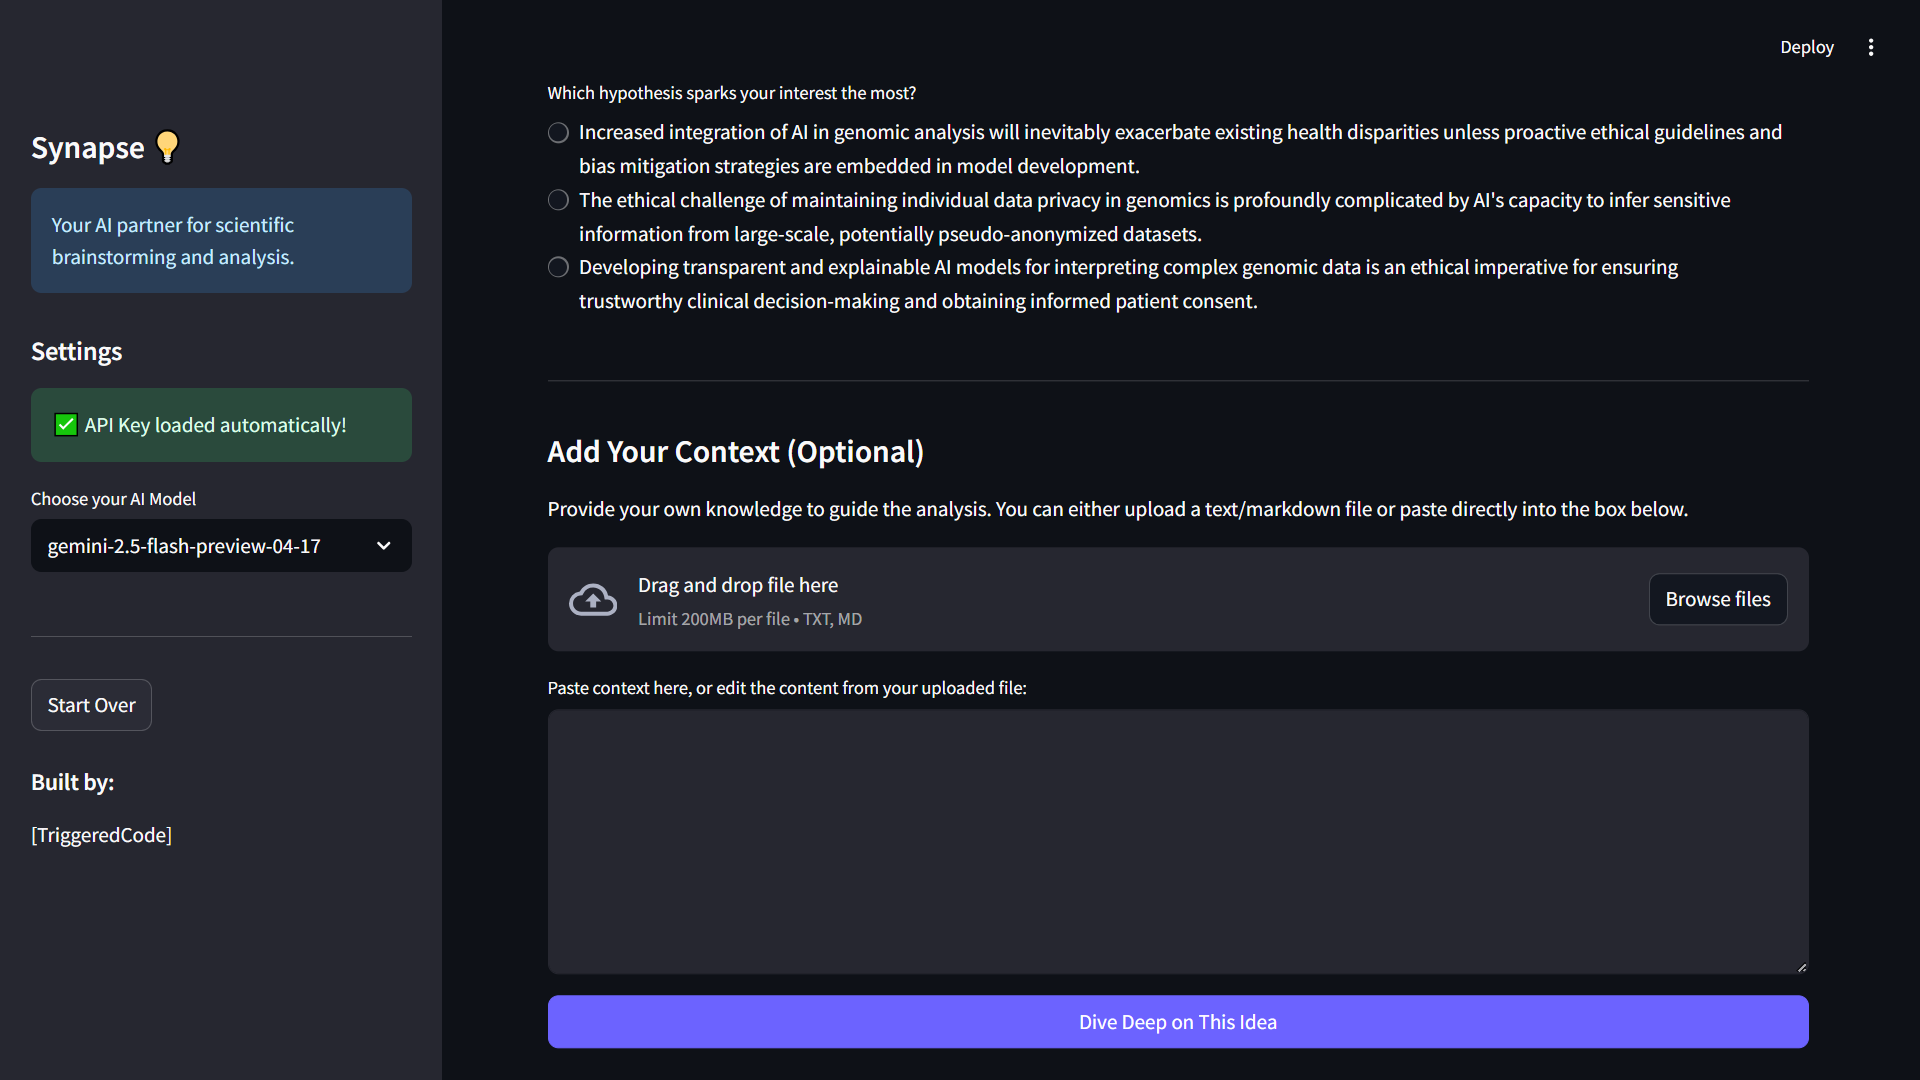 Synapse 💡
Your AI partner for scientific
brainstorming and analysis.
Settings
✅ API Key loaded automatically!
Choose your AI Model
gemini-2.5-flash-preview-04-17
Start Over
Built by:
[TriggeredCode]
Deploy
Which hypothesis sparks your interest the most?
Increased integration of AI in genomic analysis will inevitably exacerbate existing health disparities unless proactive ethical guidelines and
bias mitigation strategies are embedded in model development.
The ethical challenge of maintaining individual data privacy in genomics is profoundly complicated by AI's capacity to infer sensitive
information from large-scale, potentially pseudo-anonymized datasets.
Developing transparent and explainable AI models for interpreting complex genomic data is an ethical imperative for ensuring
trustworthy clinical decision-making and obtaining informed patient consent.
Add Your Context (Optional)
Provide your own knowledge to guide the analysis. You can either upload a text/markdown file or paste directly into the box below.
Drag and drop file here
Limit 200MB per file • TXT, MD
Browse files
Paste context here, or edit the content from your uploaded file:
Dive Deep on This Idea